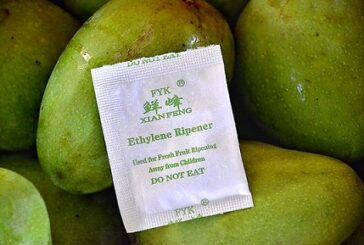 DO NOT EAT
FYK ®
鲜峰
XIANFENG
Ethylene Ripener
Used for Fresh Fruit Ripening
Away from Children
DO NOT EAT
FYK ®